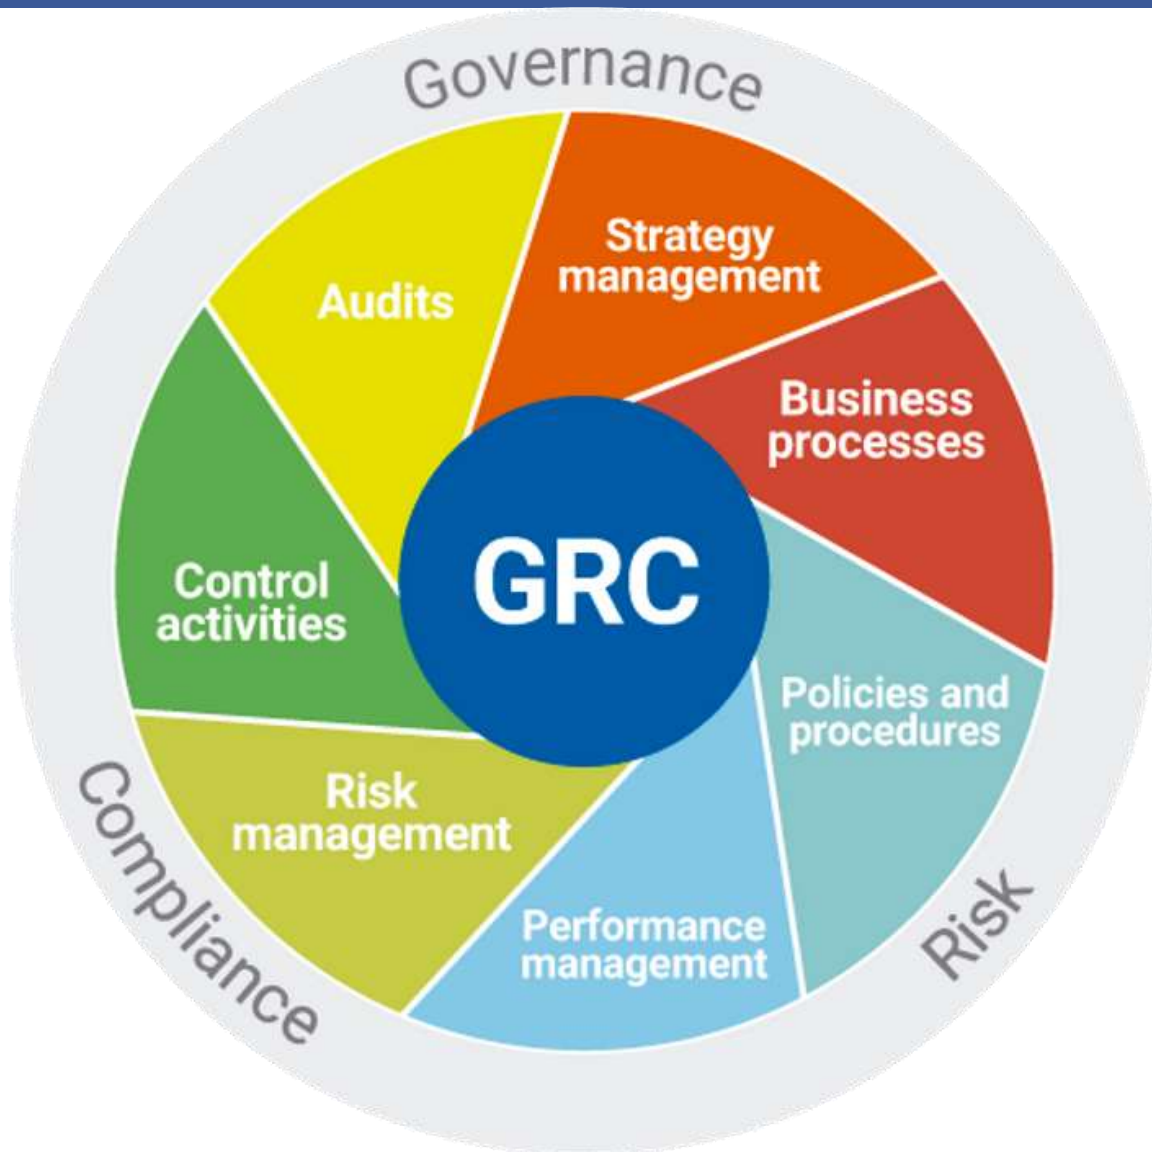 Governance
Strategy
management
Business
processes
Policies and
procedures
Risk
Performance
management
Risk
management
Compliance
Control
activities
Audits
GRC